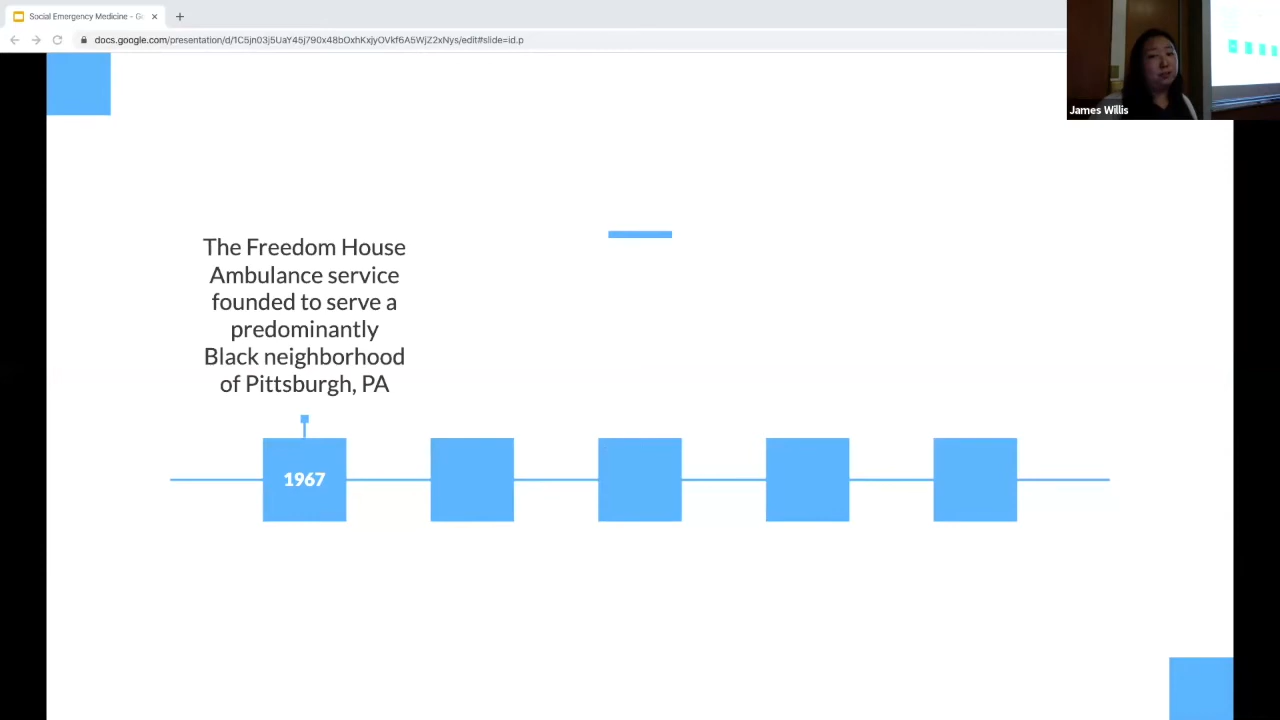 Social Emergency Medicine - Go
docs.google.com/presentation/d/1C5jn03j5UaY45j790x48bOxhKxjyOVkf6A5WjZ2xNys/edit#slide=id.p
James Willis
The Freedom House
Ambulance service
founded to serve a
predominantly
Black neighborhood
of Pittsburgh, PA
1967